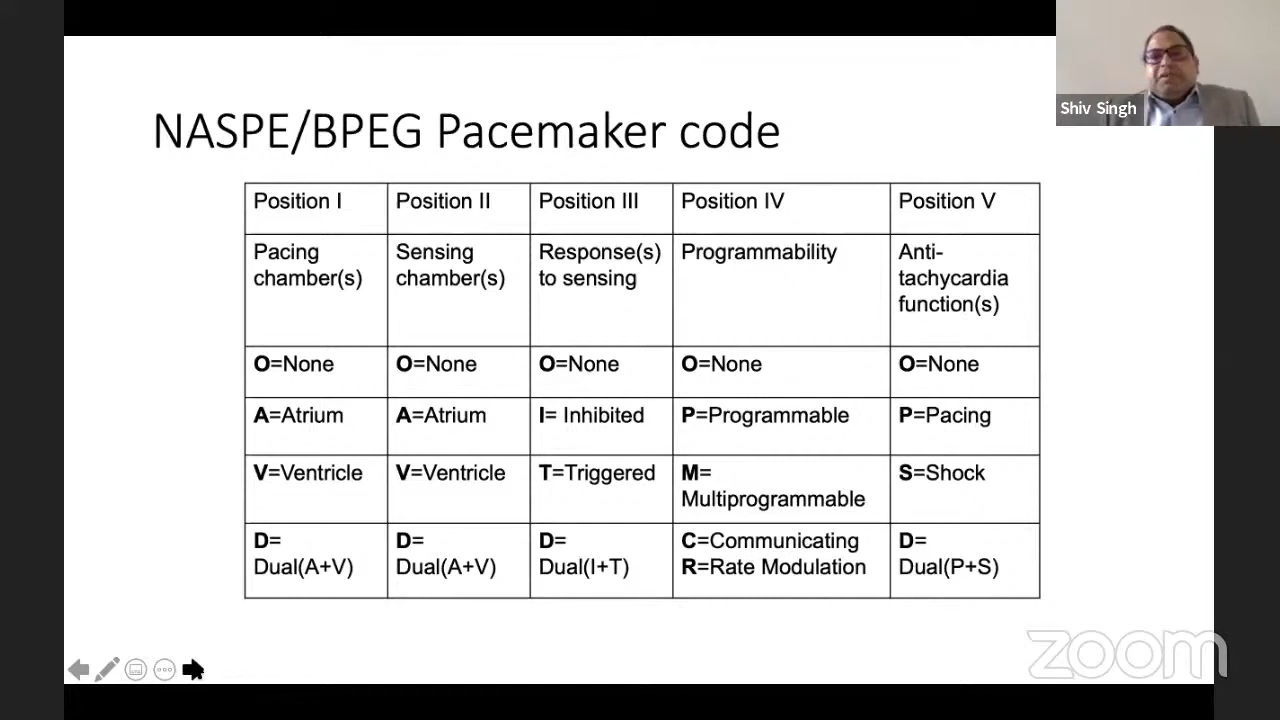 Shiv Singh
NASPE/BPEG Pacemaker code
Position I
Position II
Position III
Position IV
Position V
Pacing
chamber(s)
Sensing
chamber(s)
Response(s)
to sensing
Programmability
Anti-
tachycardia
function(s)
O=None
O=None
O=None
O=None
O=None
A=Atrium
A=Atrium
I= Inhibited
P=Programmable
P=Pacing
V=Ventricle
V=Ventricle
T=Triggered
M=
Multiprogrammable
S=Shock
D=
Dual(A+V)
D=
Dual(A+V)
D=
Dual(I+T)
C=Communicating
R=Rate Modulation
D=
Dual(P+S)
zoom